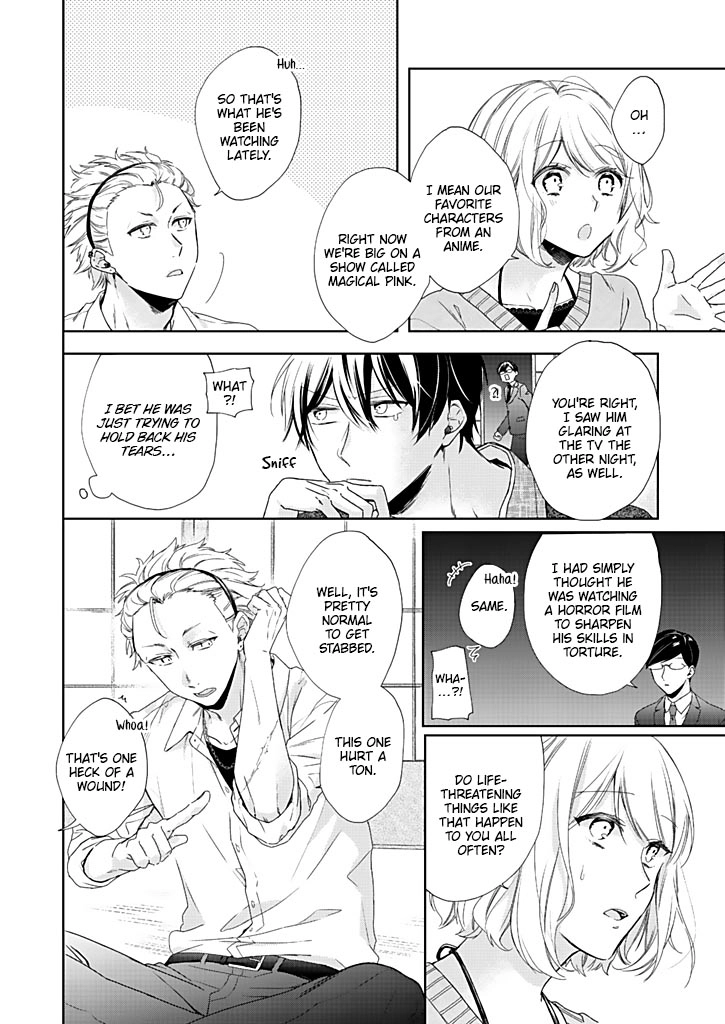 OH
...
I MEAN OUR
FAVORITE
CHARACTERS
FROM AN
ANIME.
RIGHT NOW
WE'RE BIG ON A
SHOW CALLED
MAGICAL PINK.
Huh...
SO THAT'S
WHAT HE'S
BEEN
WATCHING
LATELY.
YOU'RE RIGHT,
I SAW HIM
GLARING AT
THE TV THE
OTHER NIGHT,
AS WELL.
?!
WHAT
?!
Sniff
I BET HE WAS
JUST TRYING TO
HOLD BACK HIS
TEARS...
I HAD SIMPLY
THOUGHT HE
WAS WATCHING
A HORROR FILM
TO SHARPEN
HIS SKILLS IN
TORTURE.
Haha!
SAME.
WHA-
...?!
DO LIFE-
THREATENING
THINGS LIKE
THAT HAPPEN
TO YOU ALL
OFTEN?
WELL, IT'S
PRETTY
NORMAL
TO GET
STABBED.
THIS ONE
HURT A
TON.
Whoa!
THAT'S ONE
HECK OF A
WOUND!